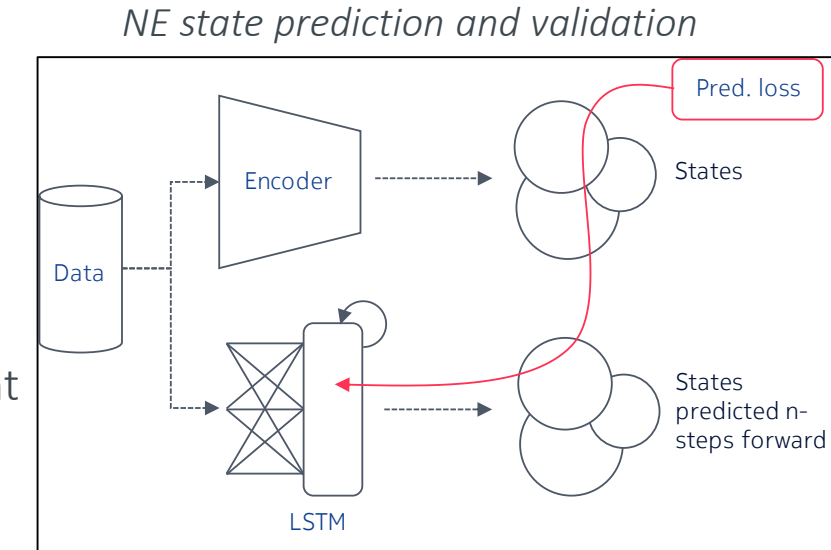 NE state prediction and validation
Pred. loss
Encoder
States
Data
States
predicted n-
steps forward
LSTM